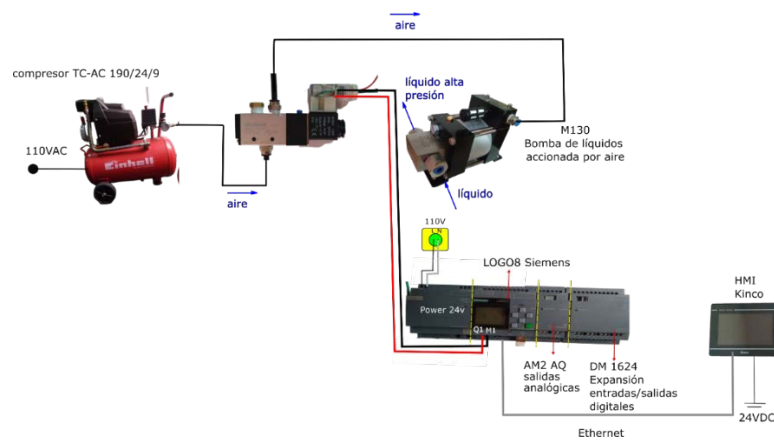 aire
compresor TC-AC 190/24/9
líquido alta
presión
M130
Bomba de líquidos
accionada por aire
110VAC
Einhell
aire
líquido
110V
L N
LOGO8 Siemens
HMI
Kinco
Power 24v
Q1 M1
AM2 AQ
salidas
analógicas
DM 1624
Expansión
entradas/salidas
digitales
24VDC
Ethernet